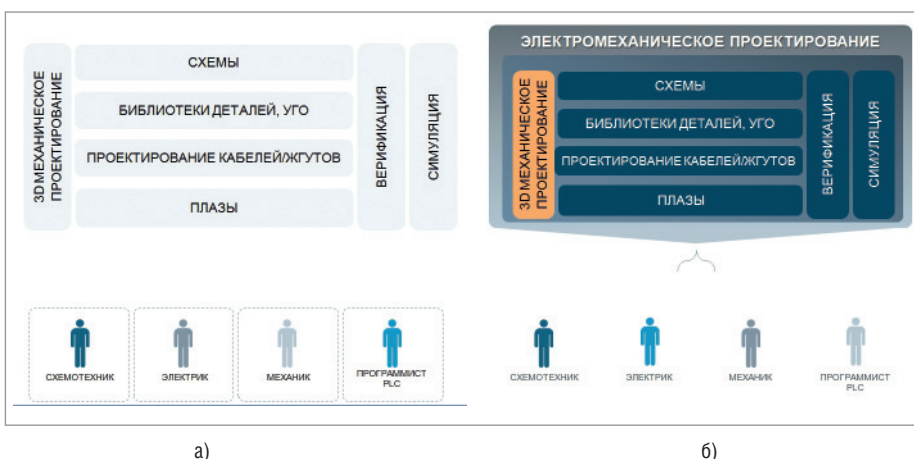 3D МЕХАНИЧЕСКОЕ
ПРОЕКТИРОВАНИЕ
СХЕМЫ
БИБЛИОТЕКИ ДЕТАЛЕЙ, УГО
ПРОЕКТИРОВАНИЕ КАБЕЛЕЙ/ЖГУТОВ
ПЛАЗЫ
ВЕРИФИКАЦИЯ
СИМУЛЯЦИЯ
СХЕМОТЕХНИК
ЭЛЕКТРИК
МЕХАНИК
ПРОГРАММИСТ
PLC
а)
ЭЛЕКТРОМЕХАНИЧЕСКОЕ ПРОЕКТИРОВАНИЕ
3D МЕХАНИЧЕСКОЕ
ПРОЕКТИРОВАНИЕ
СХЕМЫ
БИБЛИОТЕКИ ДЕТАЛЕЙ, УГО
ПРОЕКТИРОВАНИЕ КАБЕЛЕЙ/ЖГУТОВ
ПЛАЗЫ
ВЕРИФИКАЦИЯ
СИМУЛЯЦИЯ
СХЕМОТЕХНИК
ЭЛЕКТРИК
МЕХАНИК
ПРОГРАММИСТ
PLC
б)